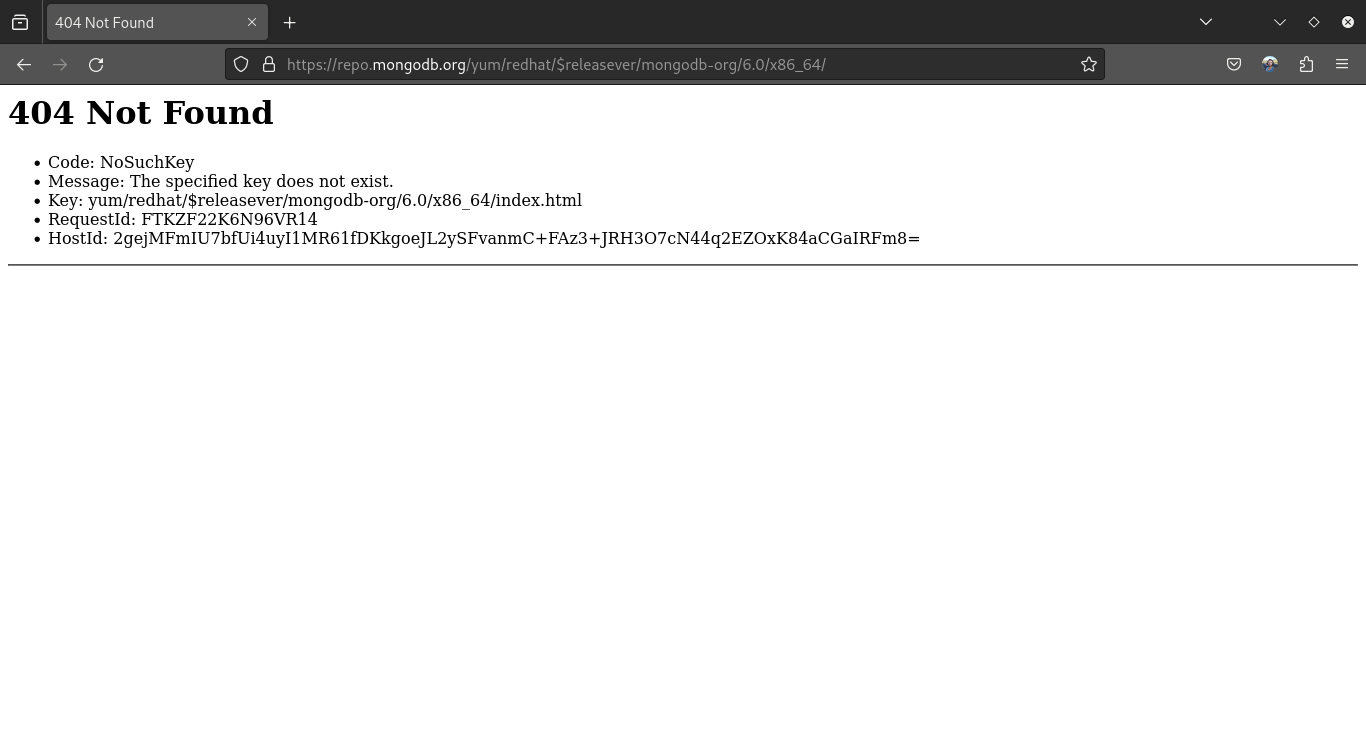 404 Not Found
https://repo.mongodb.org/yum/redhat/$releasever/mongodb-org/6.0/x86_64/
404 Not Found
• Code: NoSuchKey
• Message: The specified key does not exist.
• Key: yum/redhat/$releasever/mongodb-org/6.0/x86_64/index.html
• RequestId: FTKZF22K6N96VR14
• HostId: 2gejMFmIU7bfUi4uyI1MR61fDKkgoeJL2ySFvanmC+FAz3+JRH3O7cN44q2EZOxK84aCGaIRFm8=